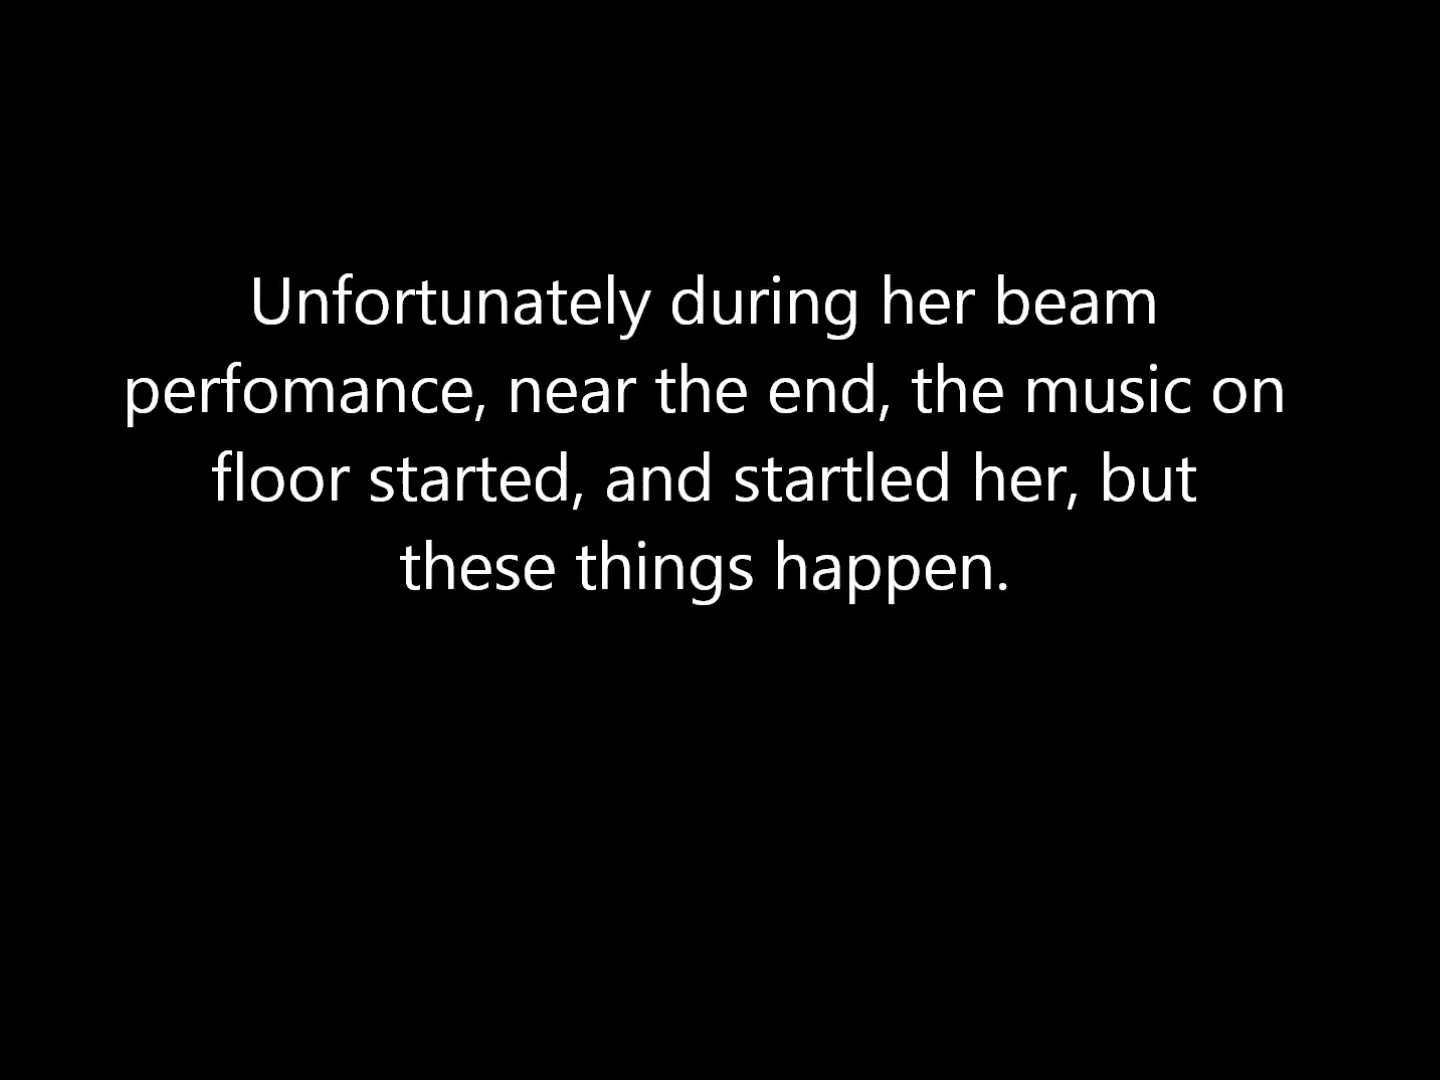 Unfortunately during her beam
perfomance, near the end, the music on
floor started, and startled her, but
these things happen.